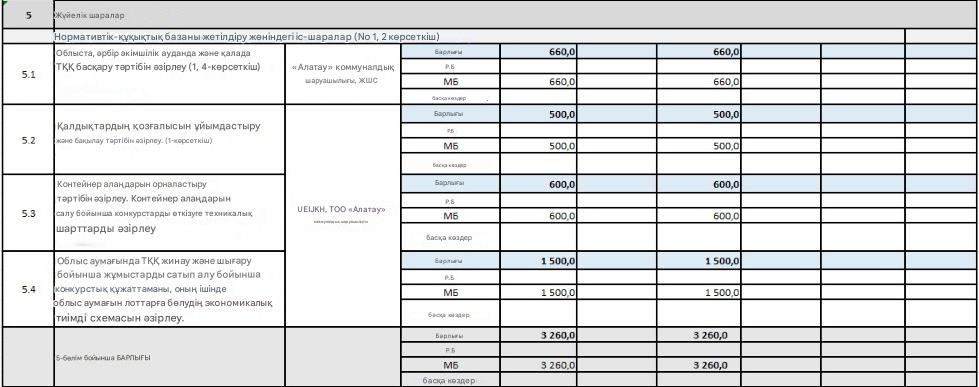 5 Жүйелік шаралар
Нормативтік-құқықтық базаны жетілдіру жөніндегі іс-шаралар (No 1, 2 көрсеткіш)
5.1
Облыста, әрбір әкімшілік ауданда және қалада
ТҚҚ басқару тәртібін әзірлеу (1, 4-көрсеткіш)
«Алатау» коммуналдық
шаруашылығы, ЖШС
Барлығы 660,0 660,0
Р.Б
МБ 660,0 660,0
басқа көздер
5.2
Қалдықтардың қозғалысын ұйымдастыру
және бақылау тәртібін әзірлеу. (1-көрсеткіш)
Барлығы 500,0 500,0
Р.Б
МБ 500,0 500,0
басқа көздер
5.3
Контейнер алаңдарын орналастыру
тәртібін әзірлеу. Контейнер алаңдарын
салу бойынша конкурстарды өткізуге техникалық
шарттарды әзірлеу
UEIJKH, ТОО «Алатау»
Барлығы 600,0 600,0
Р.Б
МБ 600,0 600,0
басқа көздер
5.4
Облыс аумағында ТҚҚ жинау және шығару
бойынша жұмыстарды сатып алу бойынша
конкурстық құжаттаманы, оның ішінде
облыс аумағын лоттарға бөлудің экономикалық
тиімді схемасын әзірлеу.
Барлығы 1 500,0 1 500,0
Р.Б
МБ 1 500,0 1 500,0
басқа көздер
5-бөлім бойынша БАРЛЫҒЫ
Барлығы 3 260,0 3 260,0
Р.Б
МБ 3 260,0 3 260,0
басқа көздер